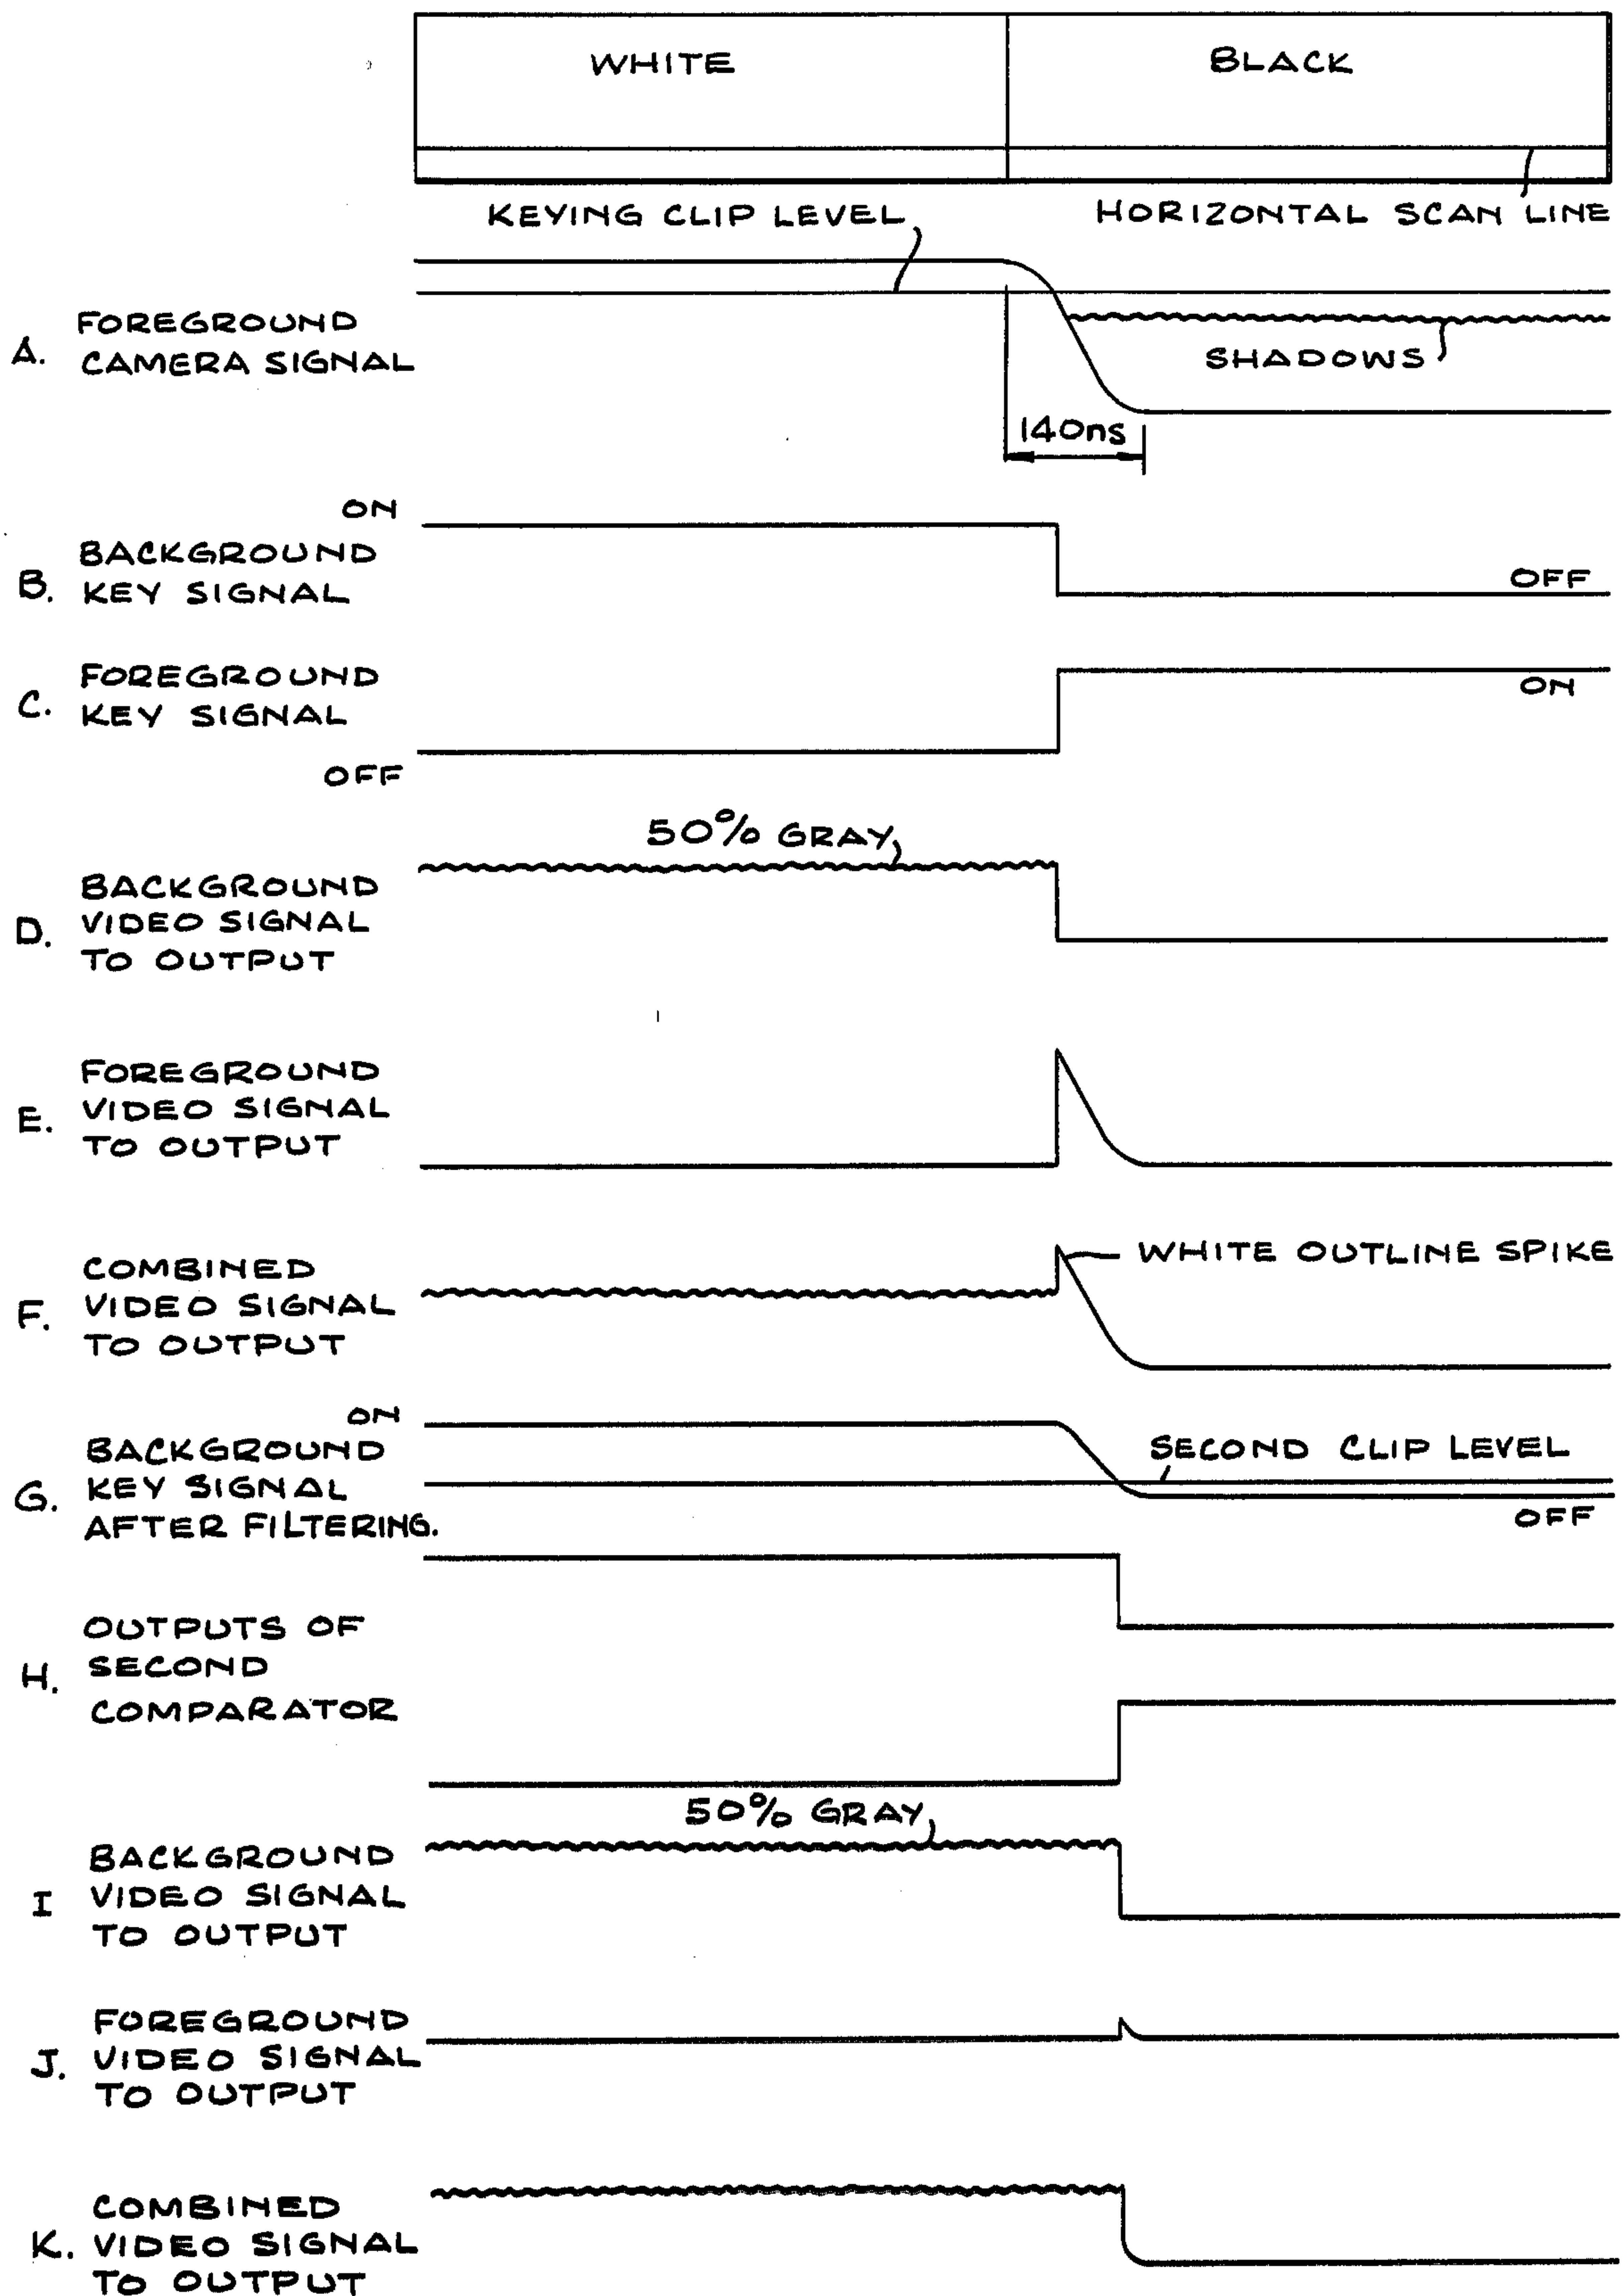 WHITE
BLACK
KEYING CLIP LEVEL
HORIZONTAL SCAN LINE
A. FOREGROUND
CAMERA SIGNAL
SHADOWS
140ns
ON
B. BACKGROUND
KEY SIGNAL
OFF
C. FOREGROUND
KEY SIGNAL
ON
OFF
50% GRAY
D. BACKGROUND
VIDEO SIGNAL
TO OUTPUT
E. FOREGROUND
VIDEO SIGNAL
TO OUTPUT
WHITE OUTLINE SPIKE
F. COMBINED
VIDEO SIGNAL
TO OUTPUT
ON
G. BACKGROUND
KEY SIGNAL
AFTER FILTERING.
SECOND CLIP LEVEL
OFF
H. OUTPUTS OF
SECOND
COMPARATOR
50% GRAY
I BACKGROUND
VIDEO SIGNAL
TO OUTPUT
J. FOREGROUND
VIDEO SIGNAL
TO OUTPUT
K. COMBINED
VIDEO SIGNAL
TO OUTPUT